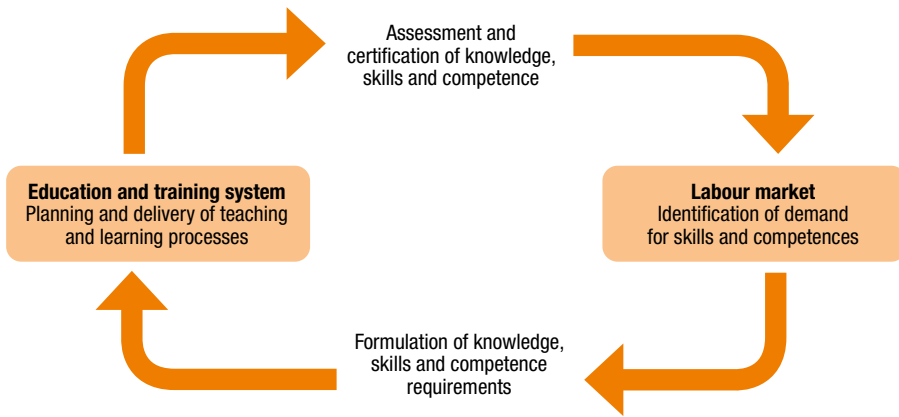 Assessment and
certification of knowledge,
skills and competence
Education and training system
Planning and delivery of teaching
and learning processes
Labour market
Identification of demand
for skills and competences
Formulation of knowledge,
skills and competence
requirements